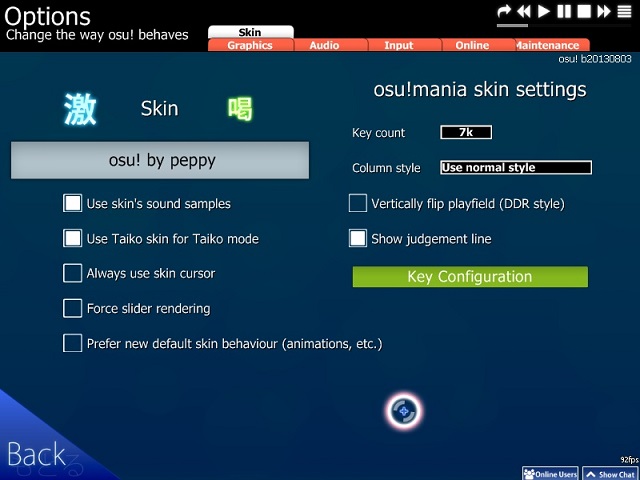 Options
Change the way osu! behaves
Skin
Graphics
Audio
Input
Online
Maintenance
osu! b20130803
激 Skin 喝
osu! by peppy
Use skin's sound samples
Use Taiko skin for Taiko mode
Always use skin cursor
Force slider rendering
Prefer new default skin behaviour (animations, etc.)
osu!mania skin settings
Key count 7k
Column style Use normal style
Vertically flip playfield (DDR style)
Show judgement line
Key Configuration
Back
92fps
Online Users
Show Chat